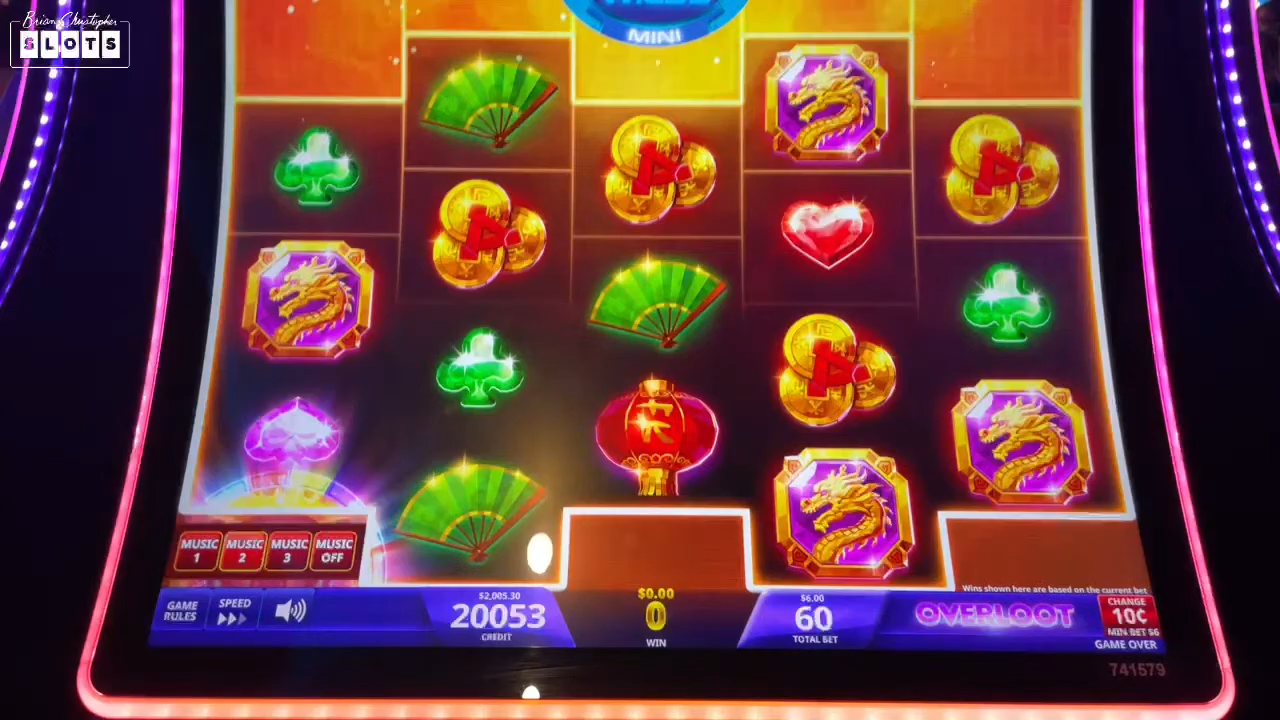 Brian Christopher
SLOTS
MINI
MUSIC
1
MUSIC
2
MUSIC
3
MUSIC
OFF
GAME
RULES
SPEED
$2,005.30
20053
CREDIT
$0.00
0
WIN
$6.00
60
TOTAL BET
OVERLOOT
Wins shown here are based on the current bet
CHANGE
10¢
MIN BET $6
GAME OVER
741579